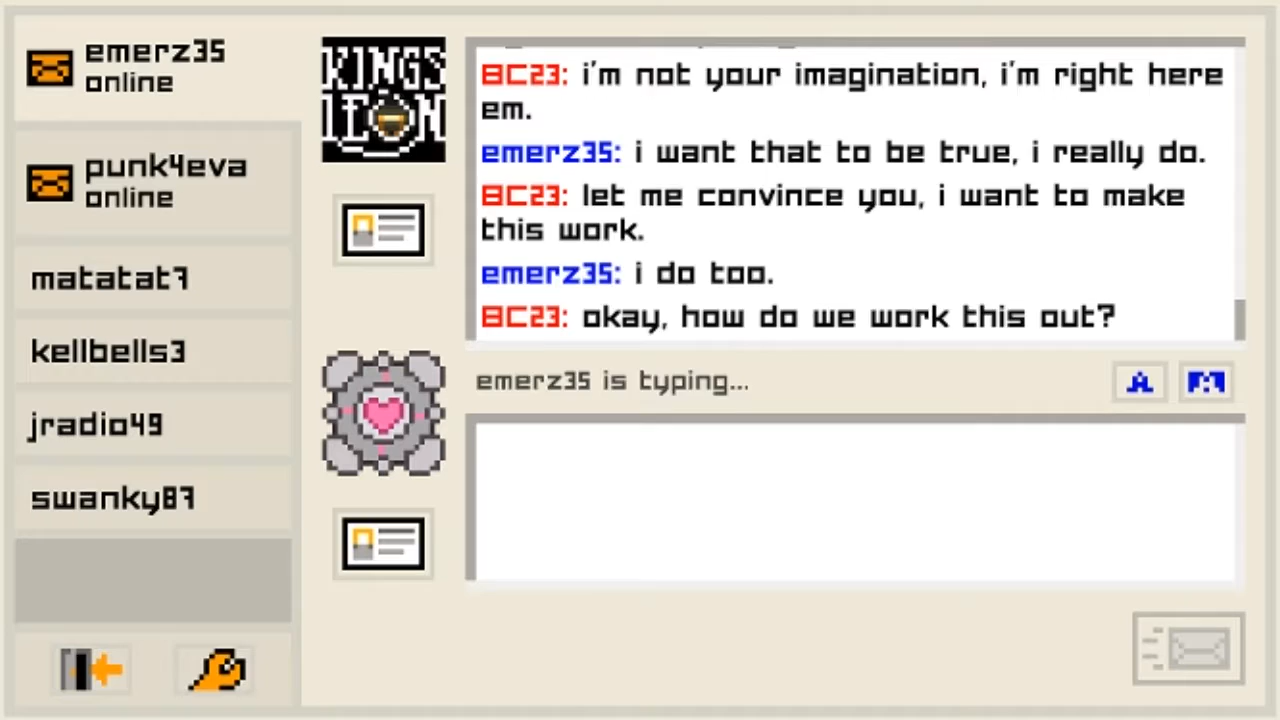 emerz35
online
punk4eva
online
matatat7
kellbells3
jradio49
swanky87
KINGS
LEON
BC23: i'm not your imagination, i'm right here
em.
emerz35: i want that to be true, i really do.
BC23: let me convince you, i want to make
this work.
emerz35: i do too.
BC23: okay, how do we work this out?
emerz35 is typing...
A
A